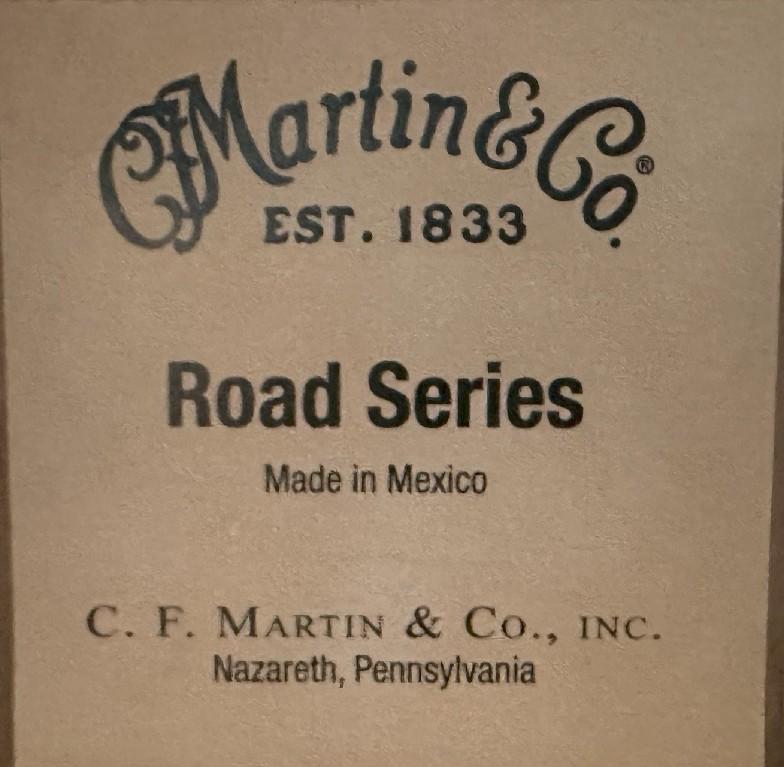 CFMartin & Co.®
EST. 1833
Road Series
Made in Mexico
C. F. MARTIN & CO., INC.
Nazareth, Pennsylvania